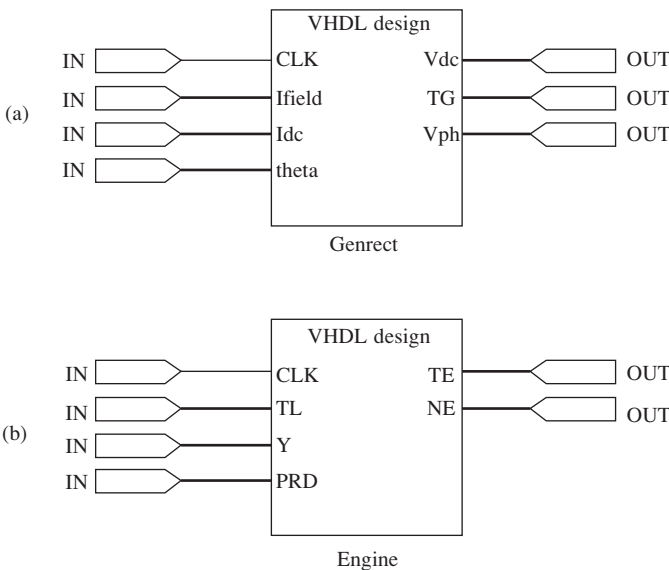 (a)
VHDL design
IN CLK Vdc OUT
IN Ifield TG OUT
IN Idc Vph OUT
IN theta
Genrect
(b)
VHDL design
IN CLK TE OUT
IN TL NE OUT
IN Y
IN PRD
Engine